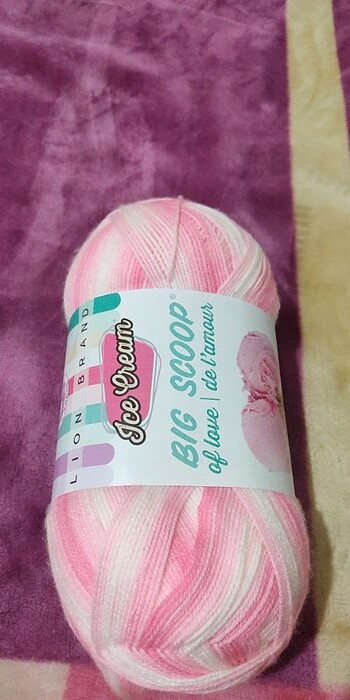 LION BRAND
Ice Cream
BIG SCOOP®
of love | de l'amour